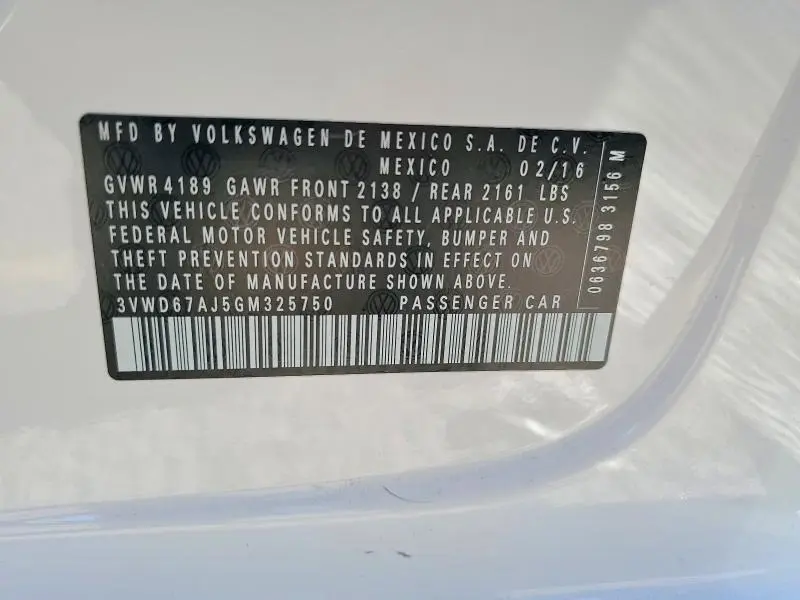 MFD BY VOLKSWAGEN DE MEXICO S.A. DE C.V.
MEXICO 02/16
GVWR 4189 GAWR FRONT 2138 / REAR 2161 LBS
THIS VEHICLE CONFORMS TO ALL APPLICABLE U.S.
FEDERAL MOTOR VEHICLE SAFETY, BUMPER AND
THEFT PREVENTION STANDARDS IN EFFECT ON
THE DATE OF MANUFACTURE SHOWN ABOVE.
3VWD67AJ5GM325750 PASSENGER CAR
0636798 3156 M